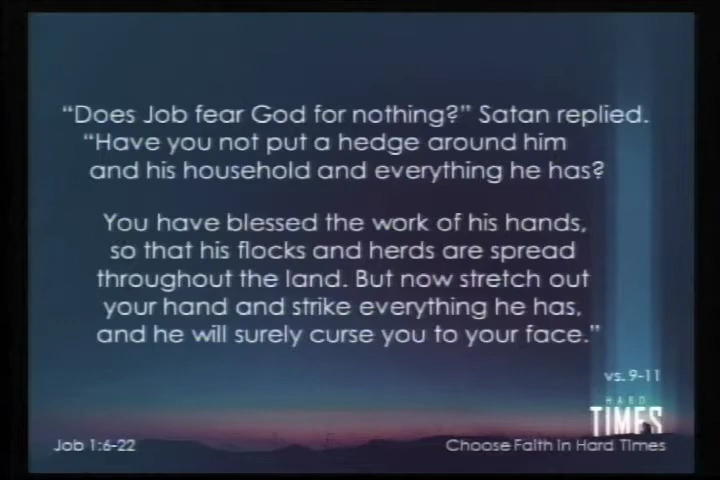 “Does Job fear God for nothing?” Satan replied.
“Have you not put a hedge around him
and his household and everything he has?
You have blessed the work of his hands,
so that his flocks and herds are spread
throughout the land. But now stretch out
your hand and strike everything he has,
and he will surely curse you to your face.”
vs. 9-11
HARD
TIMES
Job 1:6-22
Choose Faith in Hard Times